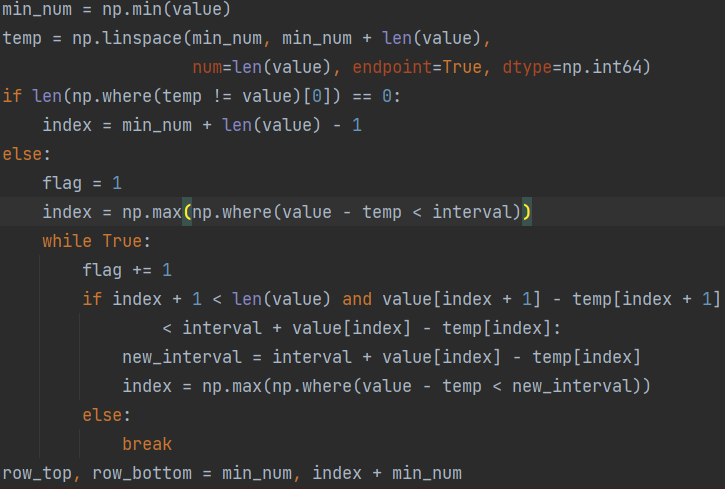 min_num = np.min(value)
temp = np.linspace(min_num, min_num + len(value),
                   num=len(value), endpoint=True, dtype=np.int64)
if len(np.where(temp != value)[0]) == 0:
    index = min_num + len(value) - 1
else:
    flag = 1
    index = np.max(np.where(value - temp < interval))
    while True:
        flag += 1
        if index + 1 < len(value) and value[index + 1] - temp[index + 1]
                < interval + value[index] - temp[index]:
            new_interval = interval + value[index] - temp[index]
            index = np.max(np.where(value - temp < new_interval))
        else:
            break
row_top, row_bottom = min_num, index + min_num